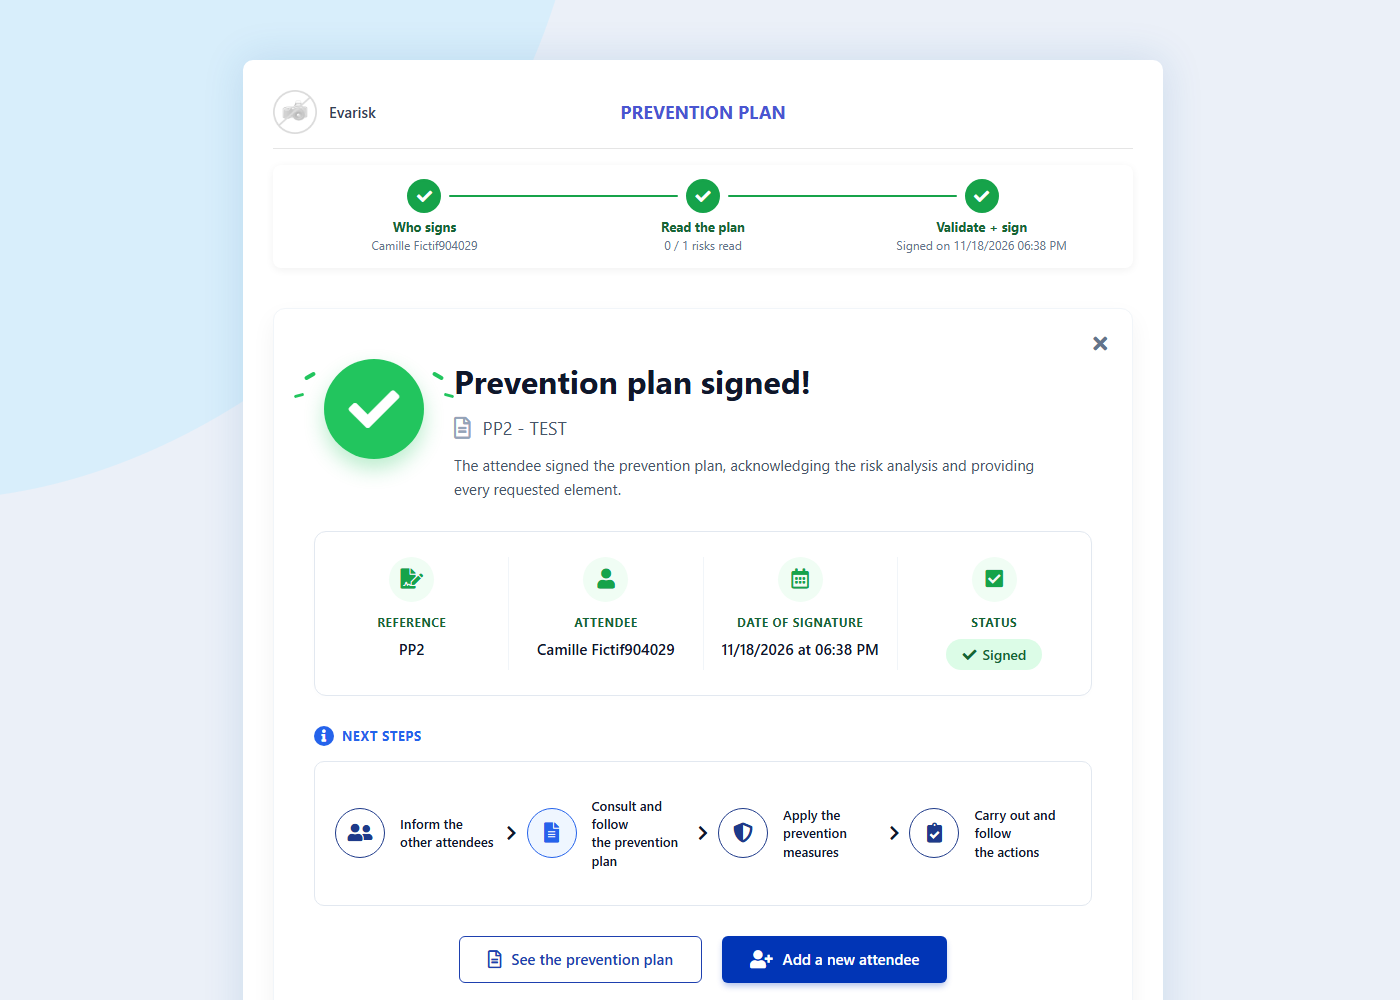 Evarisk
PREVENTION PLAN
Who signs
Camille Fictif904029
Read the plan
0 / 1 risks read
Validate + sign
Signed on 11/18/2026 06:38 PM
Prevention plan signed!
PP2 - TEST
The attendee signed the prevention plan, acknowledging the risk analysis and providing
every requested element.
REFERENCE
PP2
ATTENDEE
Camille Fictif904029
DATE OF SIGNATURE
11/18/2026 at 06:38 PM
STATUS
Signed
NEXT STEPS
Inform the
other attendees
Consult and
follow
the prevention
plan
Apply the
prevention
measures
Carry out and
follow
the actions
See the prevention plan
Add a new attendee